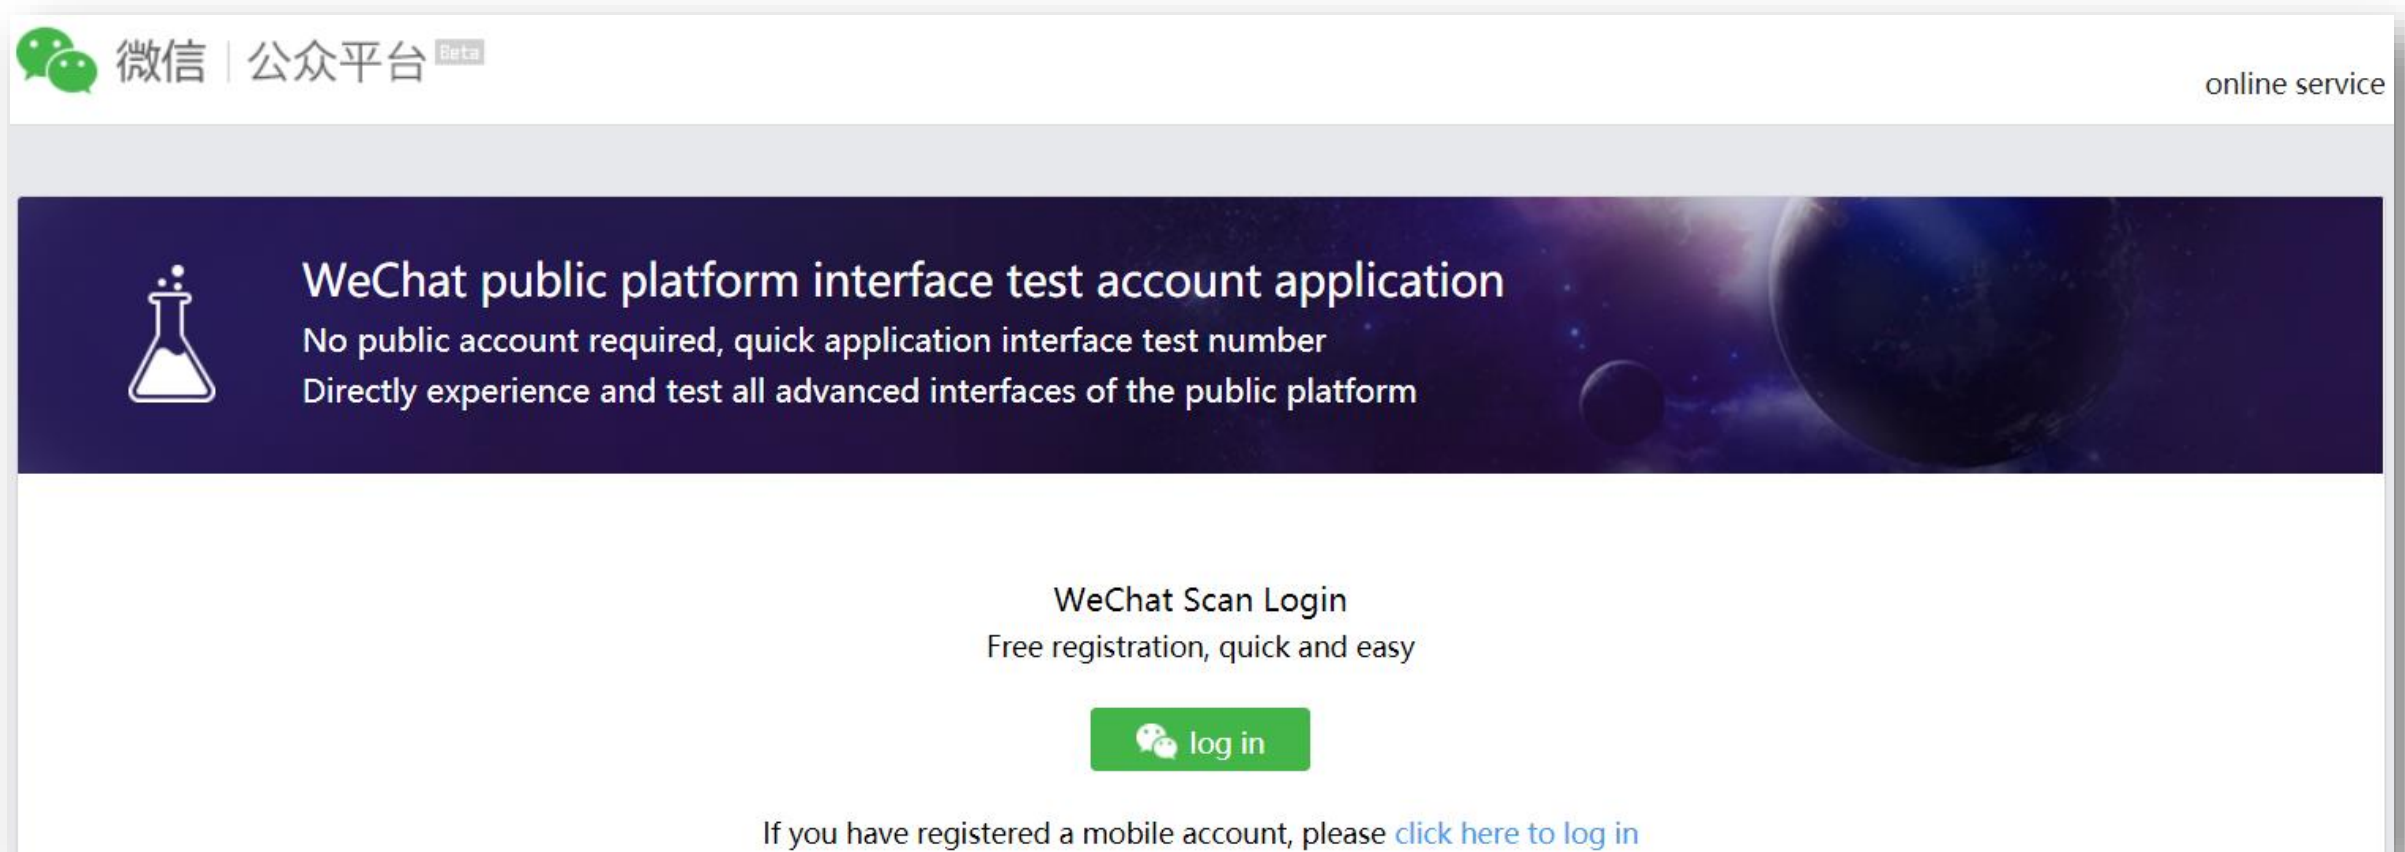 微信 公众平台 Beta
online service
WeChat public platform interface test account application
No public account required, quick application interface test number
Directly experience and test all advanced interfaces of the public platform
WeChat Scan Login
Free registration, quick and easy
log in
If you have registered a mobile account, please click here to log in